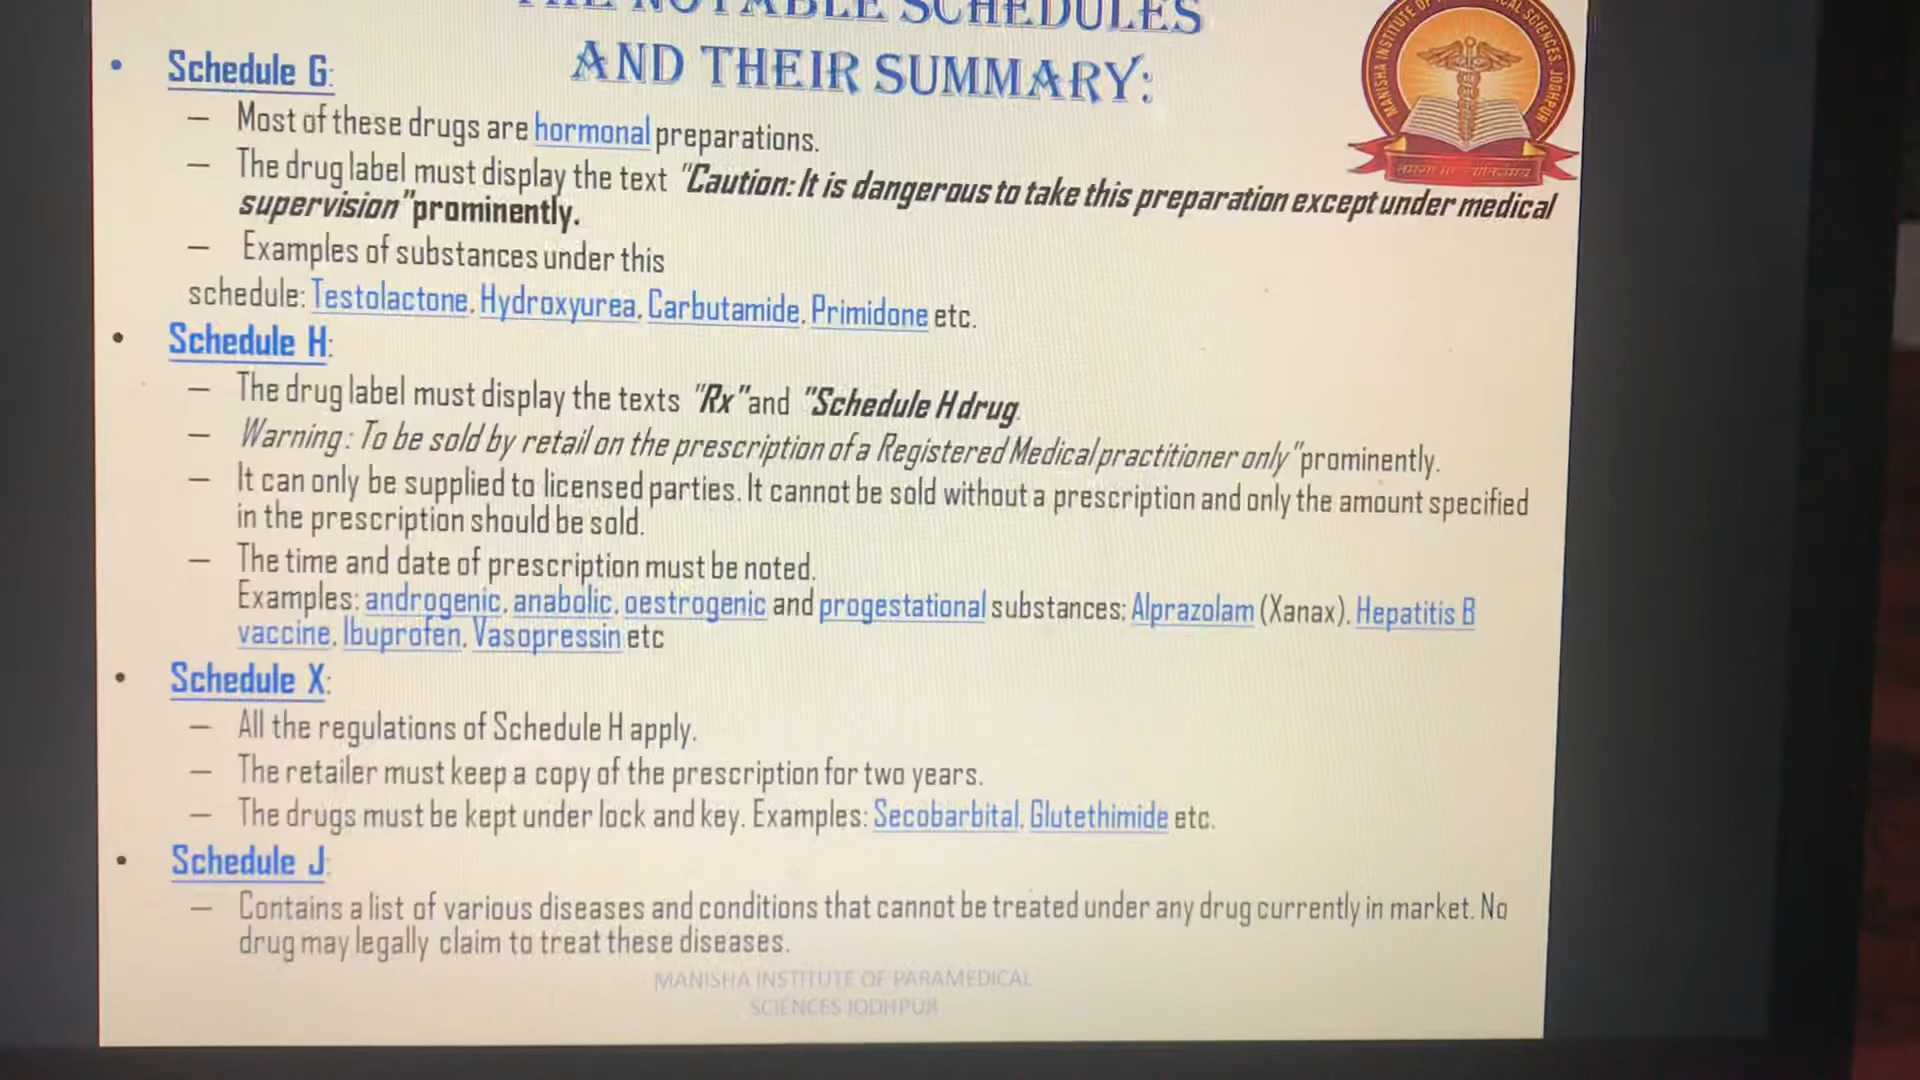 THE NOTABLE SCHEDULES
AND THEIR SUMMARY:
MANISHA INSTITUTE OF SCIENCES, JODHPUR
• Schedule G:
– Most of these drugs are hormonal preparations.
– The drug label must display the text "Caution: It is dangerous to take this preparation except under medical
supervision" prominently.
– Examples of substances under this
schedule: Testolactone, Hydroxyurea, Carbutamide, Primidone etc.
• Schedule H:
– The drug label must display the texts "Rx" and "Schedule H drug.
– Warning: To be sold by retail on the prescription of a Registered Medical practitioner only" prominently.
– It can only be supplied to licensed parties. It cannot be sold without a prescription and only the amount specified
in the prescription should be sold.
– The time and date of prescription must be noted.
Examples: androgenic, anabolic, oestrogenic and progestational substances; Alprazolam (Xanax), Hepatitis B
vaccine, Ibuprofen, Vasopressin etc
• Schedule X:
– All the regulations of Schedule H apply.
– The retailer must keep a copy of the prescription for two years.
– The drugs must be kept under lock and key. Examples: Secobarbital, Glutethimide etc.
• Schedule J:
– Contains a list of various diseases and conditions that cannot be treated under any drug currently in market. No
drug may legally claim to treat these diseases.
MANISHA INSTITUTE OF PARAMEDICAL
SCIENCES JODHPUR